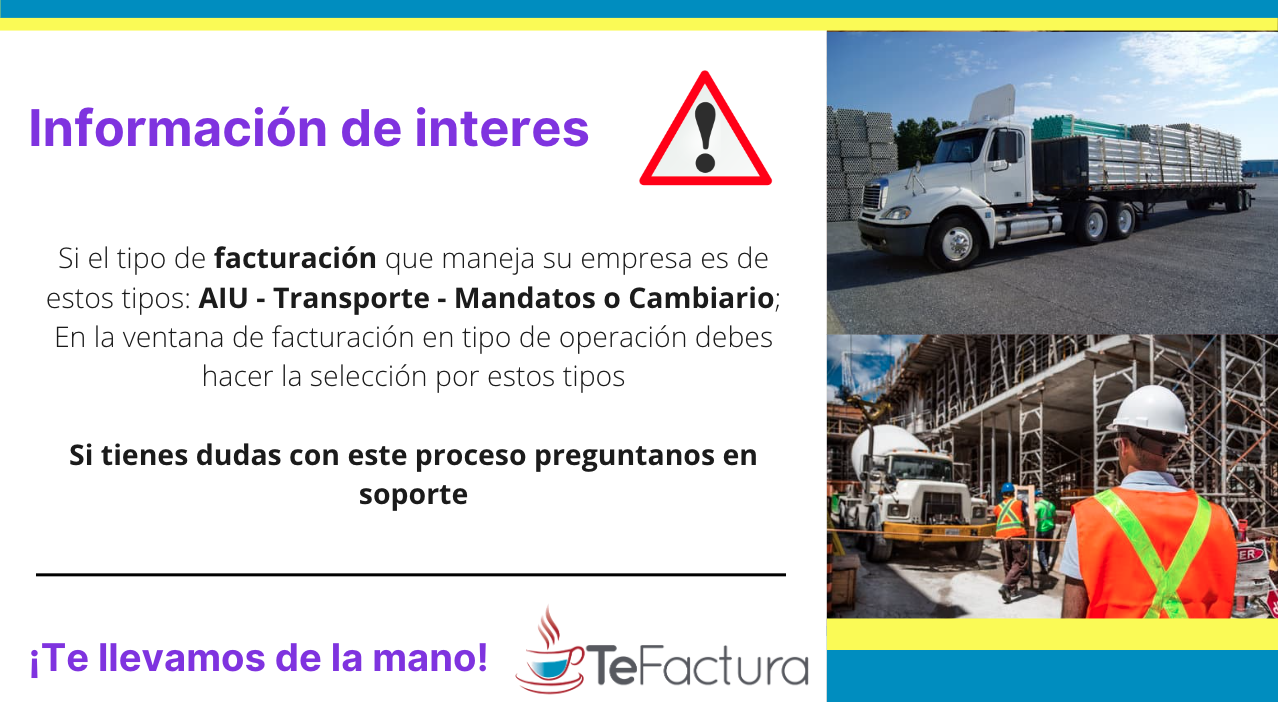 Información de interes
Si el tipo de facturación que maneja su empresa es de
estos tipos: AIU - Transporte - Mandatos o Cambiario;
En la ventana de facturación en tipo de operación debes
hacer la selección por estos tipos
Si tienes dudas con este proceso preguntanos en
soporte
¡Te llevamos de la mano!
TeFactura